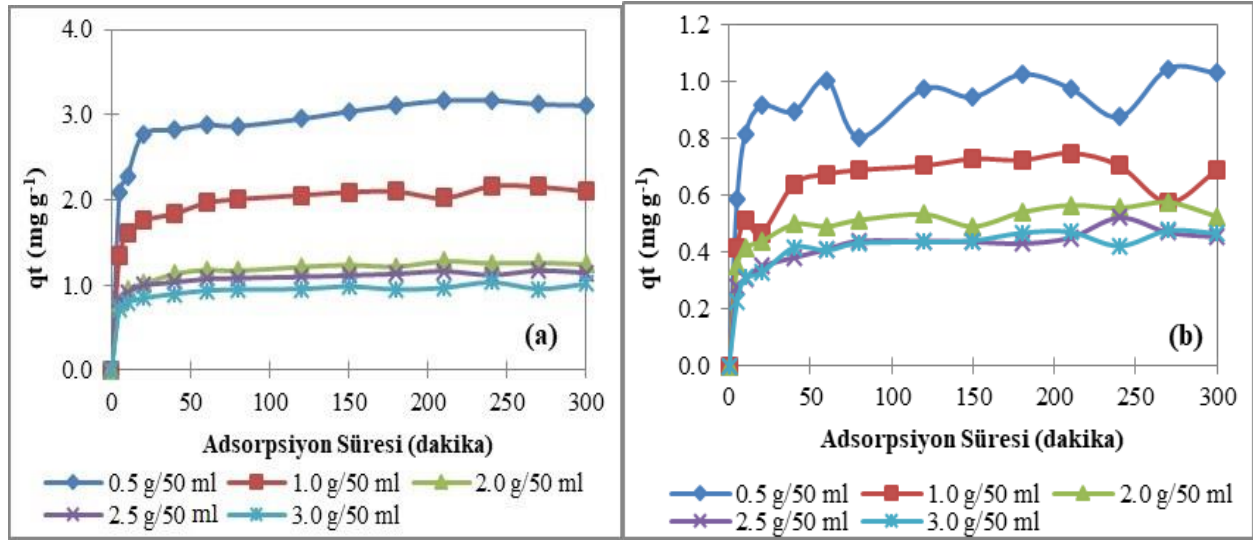 4.0
3.0
2.0
1.0
0.0
qt (mg g⁻¹)
0 50 100 150 200 250 300
(a)
Adsorpsiyon Süresi (dakika)
0.5 g/50 ml 1.0 g/50 ml 2.0 g/50 ml
2.5 g/50 ml 3.0 g/50 ml
1.2
1.0
0.8
0.6
0.4
0.2
0.0
qt (mg g⁻¹)
0 50 100 150 200 250 300
(b)
Adsorpsiyon Süresi (dakika)
0.5 g/50 ml 1.0 g/50 ml 2.0 g/50 ml
2.5 g/50 ml 3.0 g/50 ml